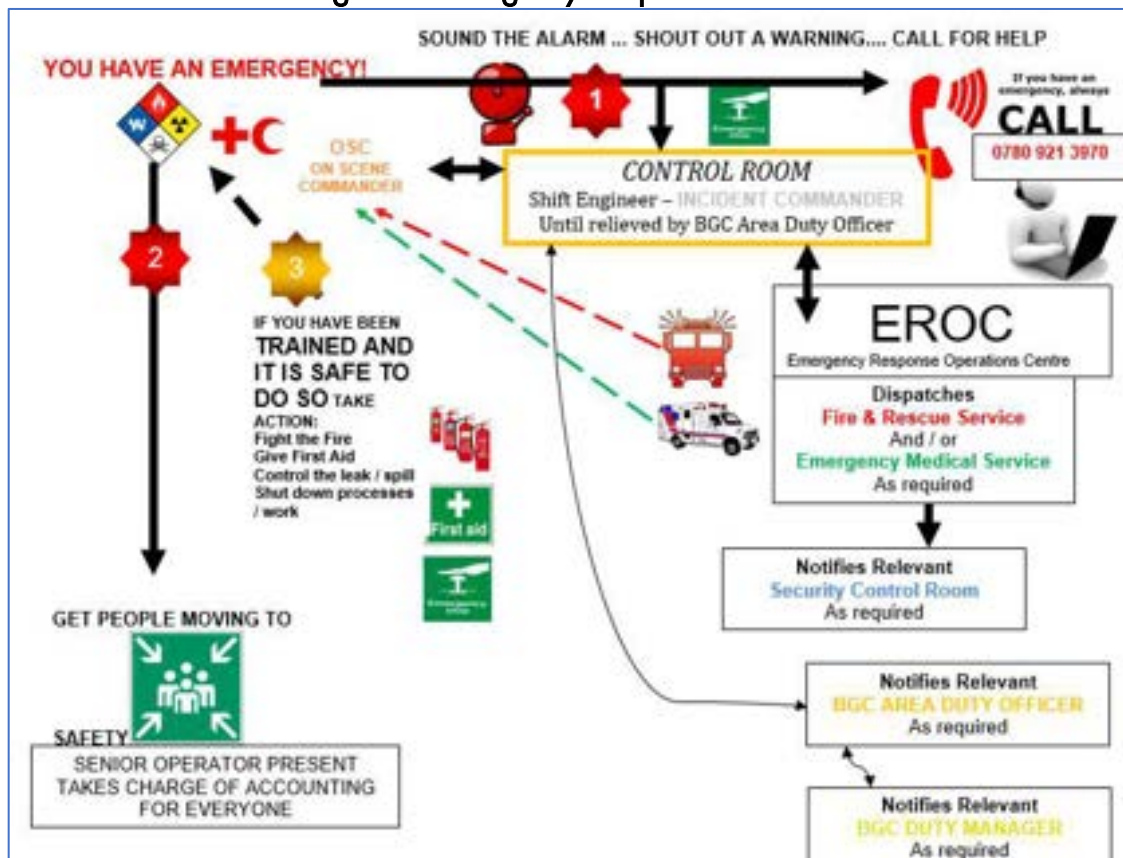 SOUND THE ALARM ... SHOUT OUT A WARNING.... CALL FOR HELP
YOU HAVE AN EMERGENCY!
1
If you have an
emergency, always
CALL
0780 921 3970
W
OSC
ON SCENE
COMMANDER
CONTROL ROOM
Shift Engineer – INCIDENT COMMANDER
Until relieved by BGC Area Duty Officer
2
3
IF YOU HAVE BEEN
TRAINED AND
IT IS SAFE TO
DO SO TAKE
ACTION:
Fight the Fire
Give First Aid
Control the leak / spill
Shut down processes
/ work
First aid
EROC
Emergency Response Operations Centre
Dispatches
Fire & Rescue Service
And / or
Emergency Medical Service
As required
Notifies Relevant
Security Control Room
As required
GET PEOPLE MOVING TO
SAFETY
SENIOR OPERATOR PRESENT
TAKES CHARGE OF ACCOUNTING
FOR EVERYONE
Notifies Relevant
BGC AREA DUTY OFFICER
As required
Notifies Relevant
BGC DUTY MANAGER
As required